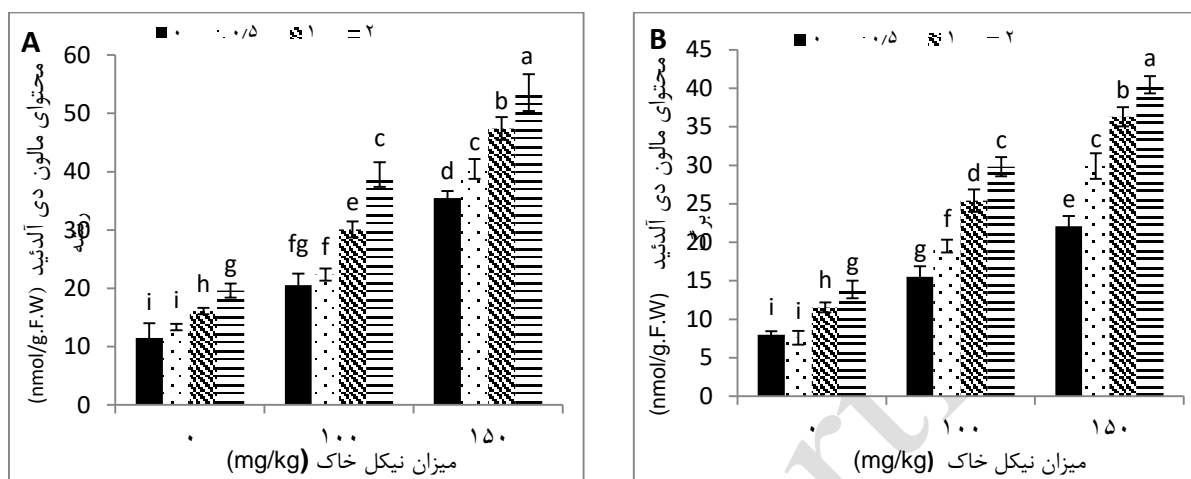 A
۰ ۰٫۵ ۱ ۲
محتوای مالون دی آلدئید
(nmol/g.F.W)
60
50
40
30
20
10
0
i i h g
fg f e c
d c b a
۰ ۱۰۰ ۱۵۰
میزان نیکل خاک (mg/kg)
B
۰ ۰٫۵ ۱ ۲
محتوای مالون دی آلدئید
(nmol/g.F.W)
45
40
35
30
25
20
15
10
5
0
i i h g
g f d c
e c b a
۰ ۱۰۰ ۱۵۰
میزان نیکل خاک (mg/kg)